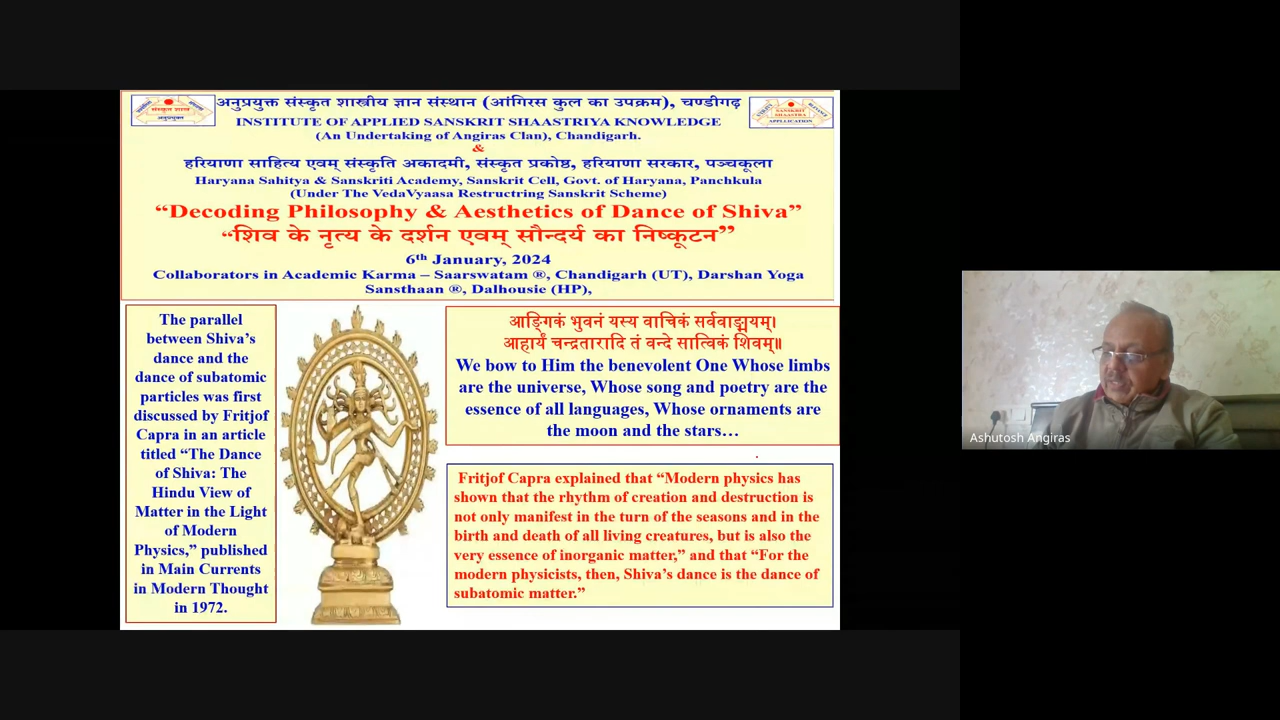 संस्कृत शास्त्र
अनुप्रयुक्त
अनुप्रयुक्त संस्कृत शास्त्रीय ज्ञान संस्थान (आंगिरस कुल का उपक्रम), चण्डीगढ़
SANSKRIT
SHAASTRA
APPLICATION
UTILITY
INSTITUTE OF APPLIED SANSKRIT SHAASTRIYA KNOWLEDGE
(An Undertaking of Angiras Clan), Chandigarh.
&
हरियाणा साहित्य एवम् संस्कृति अकादमी, संस्कृत प्रकोष्ठ, हरियाणा सरकार, पञ्चकूला
Haryana Sahitya & Sanskriti Academy, Sanskrit Cell, Govt. of Haryana, Panchkula
(Under The VedaVyaasa Restructring Sanskrit Scheme)
“Decoding Philosophy & Aesthetics of Dance of Shiva”
“शिव के नृत्य के दर्शन एवम् सौन्दर्य का निष्कूटन”
6th January, 2024
Collaborators in Academic Karma – Saarswatam ®, Chandigarh (UT), Darshan Yoga
Sansthaan ®, Dalhousic (HP),
The parallel
between Shiva’s
dance and the
dance of subatomic
particles was first
discussed by Fritjof
Capra in an article
titled “The Dance
of Shiva: The
Hindu View of
Matter in the Light
of Modern
Physics,” published
in Main Currents
in Modern Thought
in 1972.
आङ्गिकं भुवनं यस्य वाचिकं सर्ववाङ्मयम्।
आहार्यं चन्द्रतारादि तं वन्दे सात्विकं शिवम्॥
We bow to Him the benevolent One Whose limbs
are the universe, Whose song and poetry are the
essence of all languages, Whose ornaments are
the moon and the stars…
Fritjof Capra explained that “Modern physics has
shown that the rhythm of creation and destruction is
not only manifest in the turn of the seasons and in the
birth and death of all living creatures, but is also the
very essence of inorganic matter,” and that “For the
modern physicists, then, Shiva’s dance is the dance of
subatomic matter.”
Ashutosh Angiras